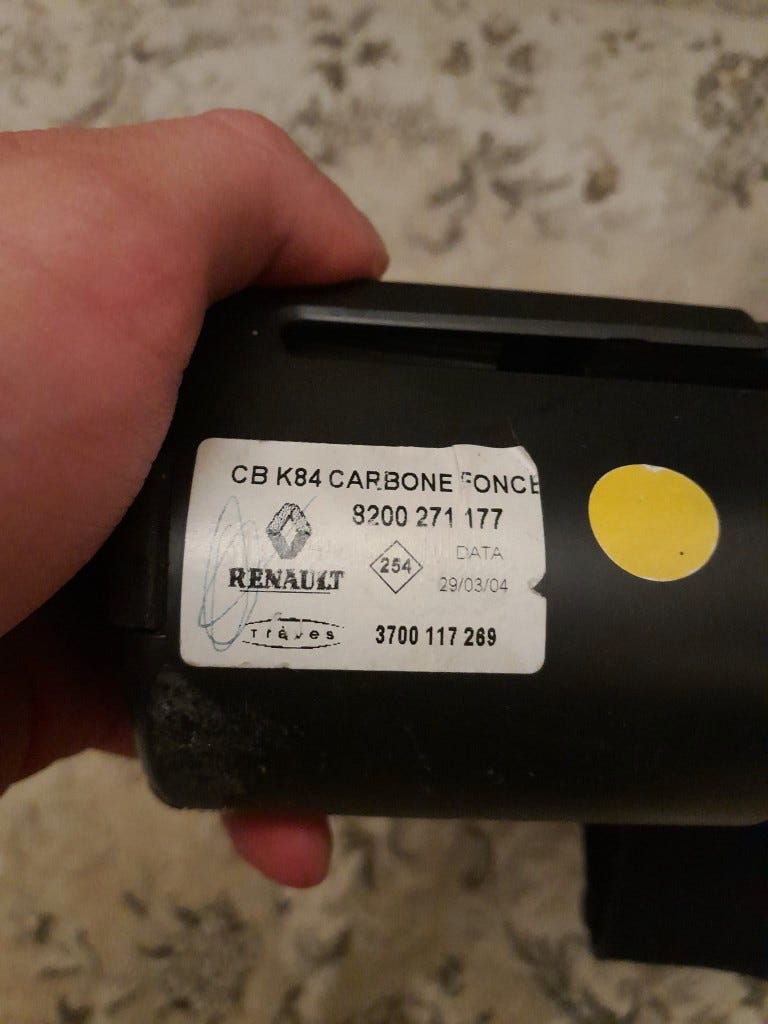 CB K84 CARBONE FONCE
8200 271 177
RENAULT
254
DATA
29/03/04
Trèves
3700 117 269